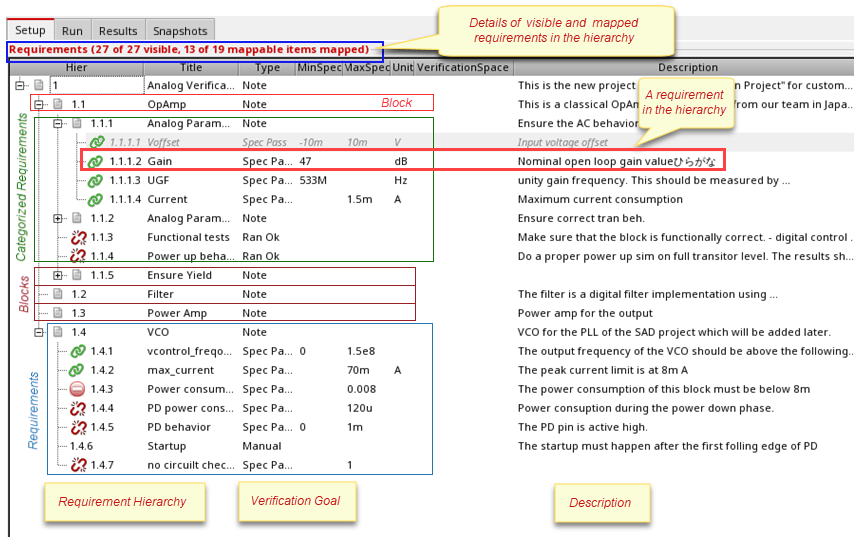 Setup Run Results Snapshots
Details of visible and mapped
requirements in the hierarchy
Requirements (27 of 27 visible, 13 of 19 mappable items mapped)
Hier Title Type MinSpec MaxSpec Unit VerificationSpace Description
1 Analog Verifica... Note This is the new project n Project" for custom...
1.1 OpAmp Note Block This is a classical OpAm from our team in Japa...
A requirement
in the hierarchy
1.1.1 Analog Param... Note Ensure the AC behavior
1.1.1.1 Voffset Spec Pass -10m 10m V Input voltage offset
1.1.1.2 Gain Spec Pa... 47 dB Nominal open loop gain valueひらがな
1.1.1.3 UGF Spec Pa... 533M Hz unity gain frequency. This should be measured by ...
1.1.1.4 Current Spec Pa... 1.5m A Maximum current consumption
1.1.2 Analog Param... Note Ensure correct tran beh.
1.1.3 Functional tests Ran Ok Make sure that the block is functionally correct. - digital control .
1.1.4 Power up beha... Ran Ok Do a proper power up sim on full transitor level. The results sh...
1.1.5 Ensure Yield Note
1.2 Filter Note The filter is a digital filter implementation using ...
1.3 Power Amp Note Power amp for the output
1.4 VCO Note VCO for the PLL of the SAD project which will be added later.
1.4.1 vcontrol_freqo... Spec Pa... 0 1.5e8 The output frequency of the VCO should be above the following...
1.4.2 max_current Spec Pa... 70m A The peak current limit is at 8m A
1.4.3 Power consum... Spec Pa... 0.008 The power consumption of this block must be below 8m
1.4.4 PD power cons... Spec Pa... 120u Power consuption during the power down phase.
1.4.5 PD behavior Spec Pa... 0 1m The PD pin is active high.
1.4.6 Startup Manual The startup must happen after the first folling edge of PD
1.4.7 no circuilt chec... Spec Pa... 1
Categorized Requirements
Blocks
Requirements
Requirement Hierarchy
Verification Goal
Description